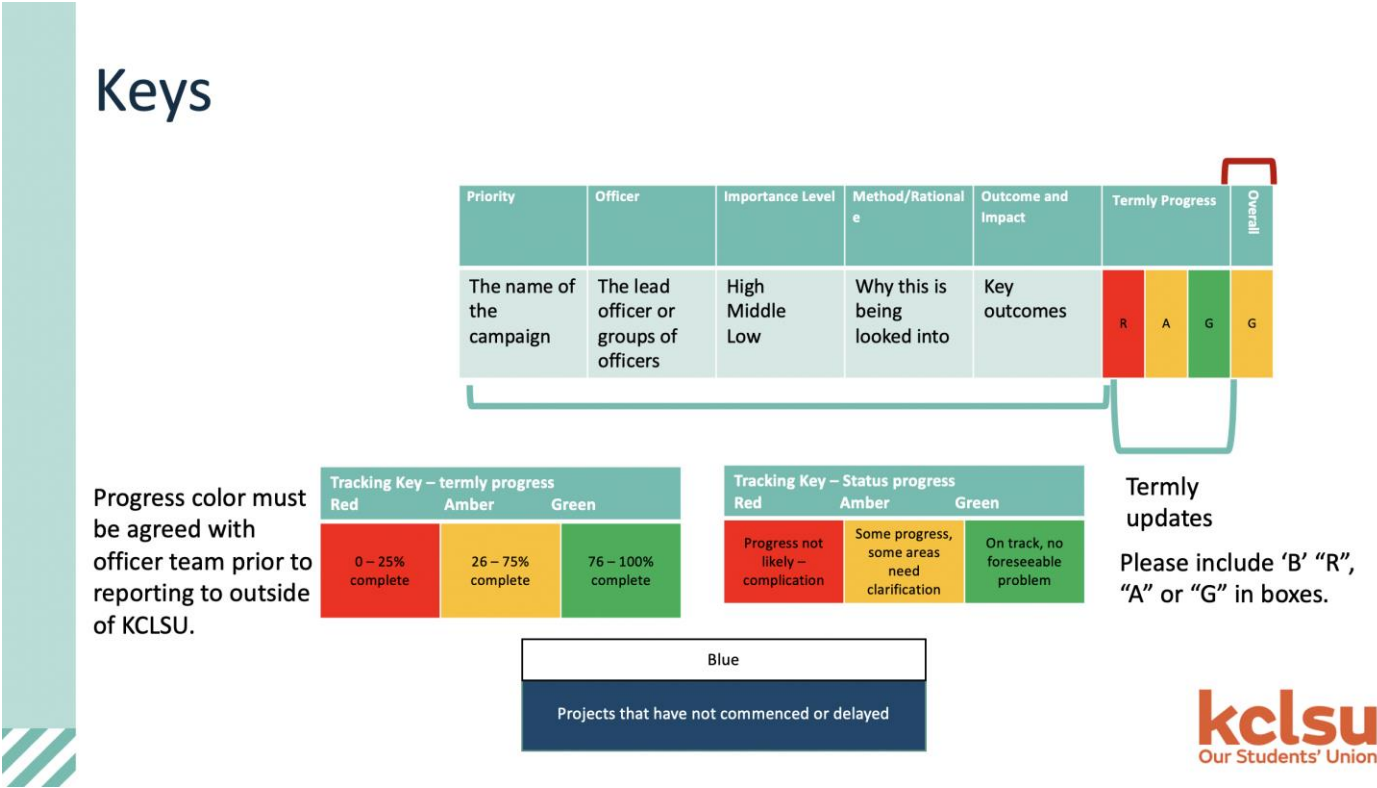 Keys
Priority
Officer
Importance Level
Method/Rational
e
Outcome and
Impact
Termly Progress
Overall
The name of
the
campaign
The lead
officer or
groups of
officers
High
Middle
Low
Why this is
being
looked into
Key
outcomes
R
A
G
G
Progress color must
be agreed with
officer team prior to
reporting to outside
of KCLSU.
Tracking Key – termly progress
Red Amber Green
0 – 25%
complete
26 – 75%
complete
76 – 100%
complete
Tracking Key – Status progress
Red Amber Green
Progress not
likely –
complication
Some progress,
some areas
need
clarification
On track, no
foreseeable
problem
Termly
updates
Please include ‘B’ “R”,
“A” or “G” in boxes.
Blue
Projects that have not commenced or delayed
kclsu
Our Students’ Union